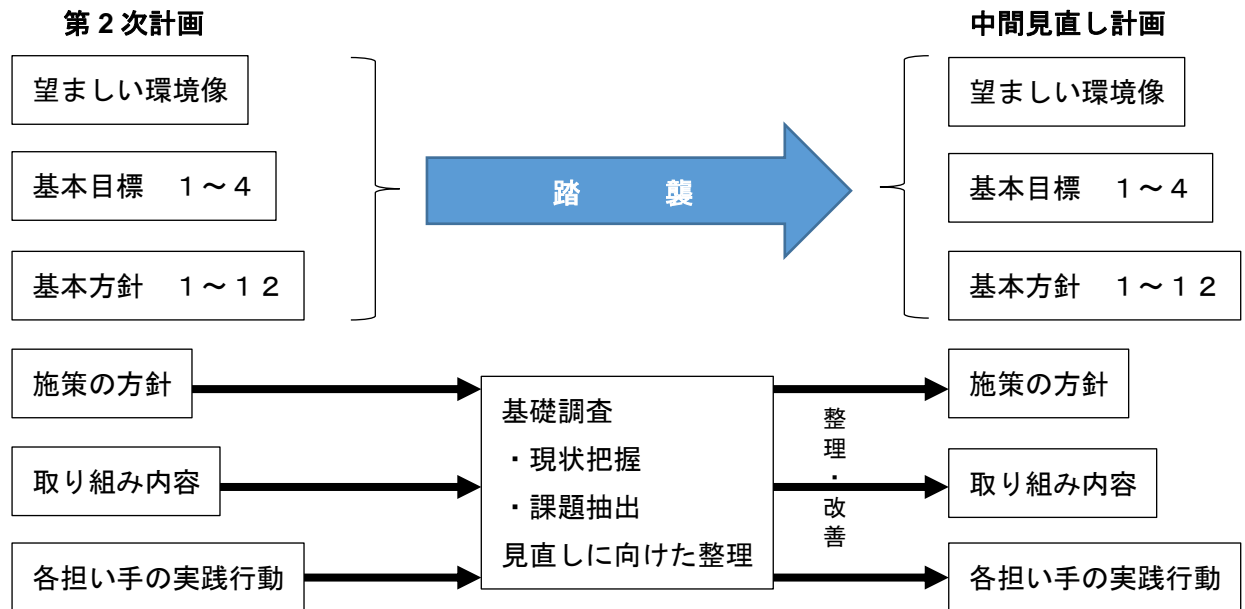 第2次計画
中間見直し計画
望ましい環境像
基本目標 1~4
基本方針 1~12
踏 襲
望ましい環境像
基本目標 1~4
基本方針 1~12
施策の方針
取り組み内容
各担い手の実践行動
基礎調査
・現状把握
・課題抽出
見直しに向けた整理
整理・改善
施策の方針
取り組み内容
各担い手の実践行動